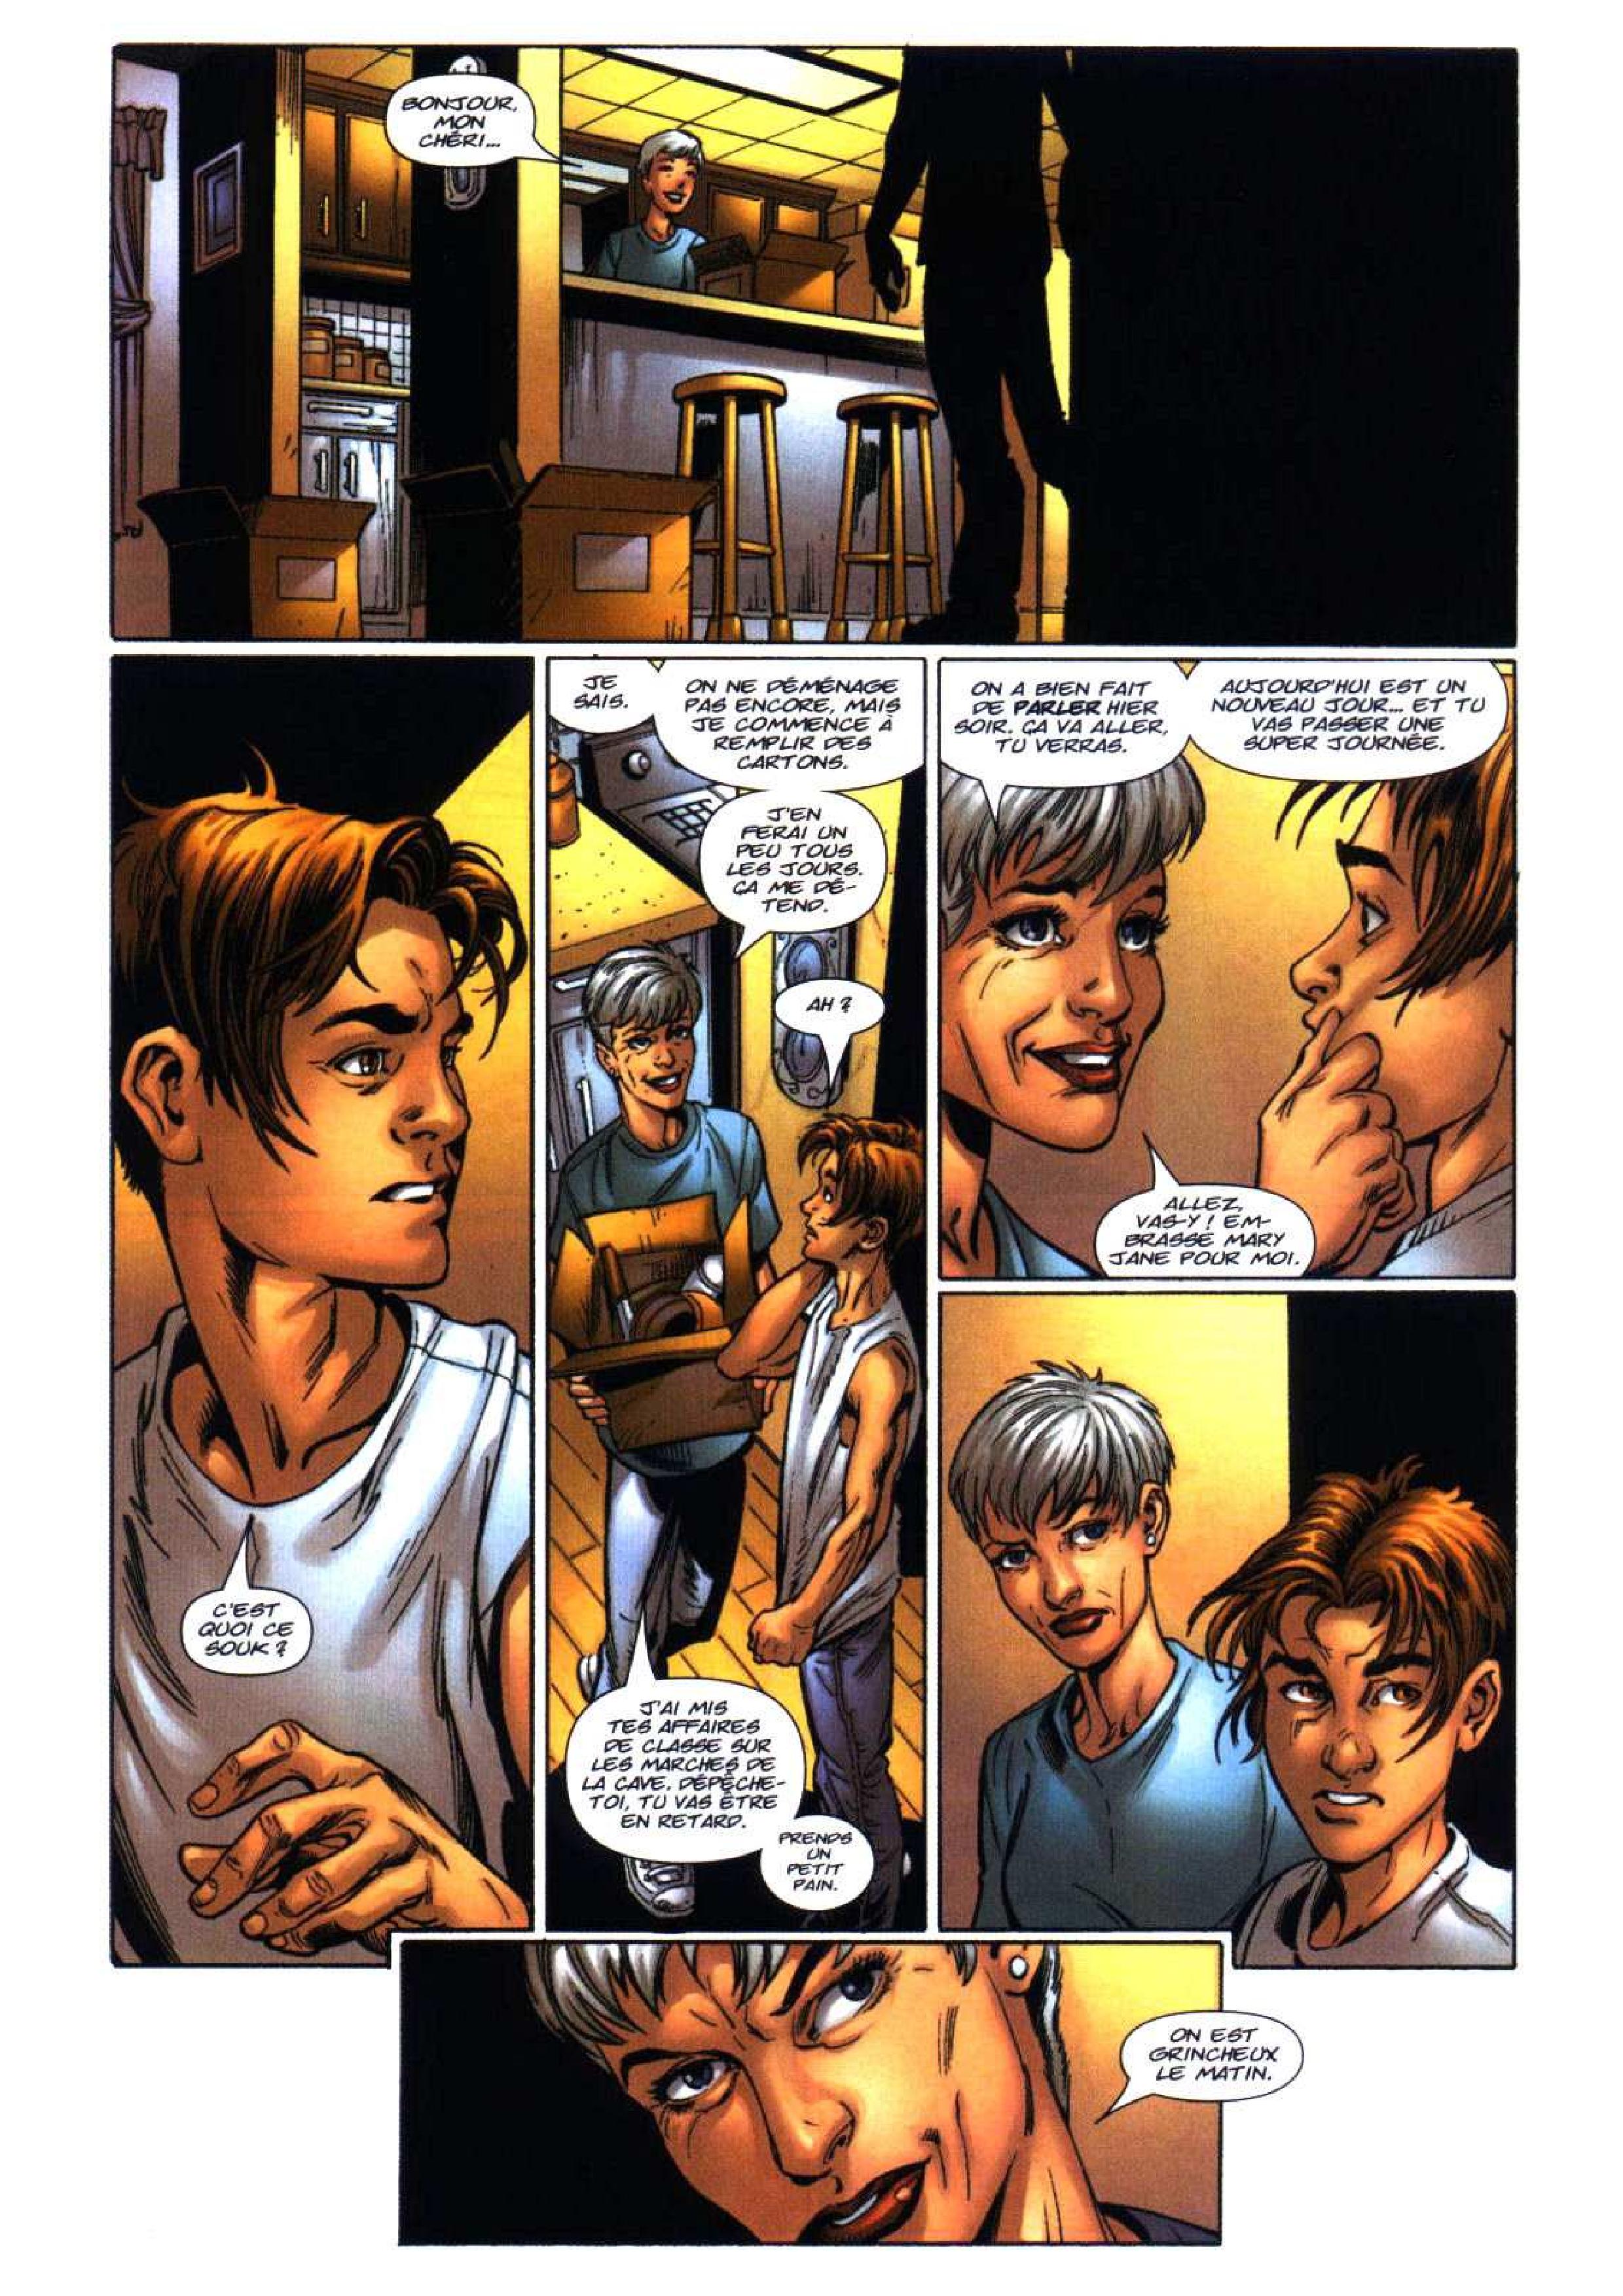 BONJOUR,
MON
CHÉRI...
C'EST
QUOI CE
SOUK ?
JE
SAIS.
ON NE DÉMÉNAGE
PAS ENCORE, MAIS
JE COMMENCE À
REMPLIR DES
CARTONS.
J'EN
FERAI UN
PEU TOUS
LES JOURS.
ÇA ME DÉ-
TEND.
AH ?
J'AI MIS
TES AFFAIRES
DE CLASSE SUR
LES MARCHES DE
LA CAVE. DÉPÊCHE-
TOI, TU VAS ÊTRE
EN RETARD.
PRENDS
UN
PETIT
PAIN.
ON A BIEN FAIT
DE PARLER HIER
SOIR. ÇA VA ALLER,
TU VERRAS.
AUJOURD'HUI EST UN
NOUVEAU JOUR... ET TU
VAS PASSER UNE
SUPER JOURNÉE.
ALLEZ,
VAS-Y ! EM-
BRASSE MARY
JANE POUR MOI.
ON EST
GRINCHEUX
LE MATIN.